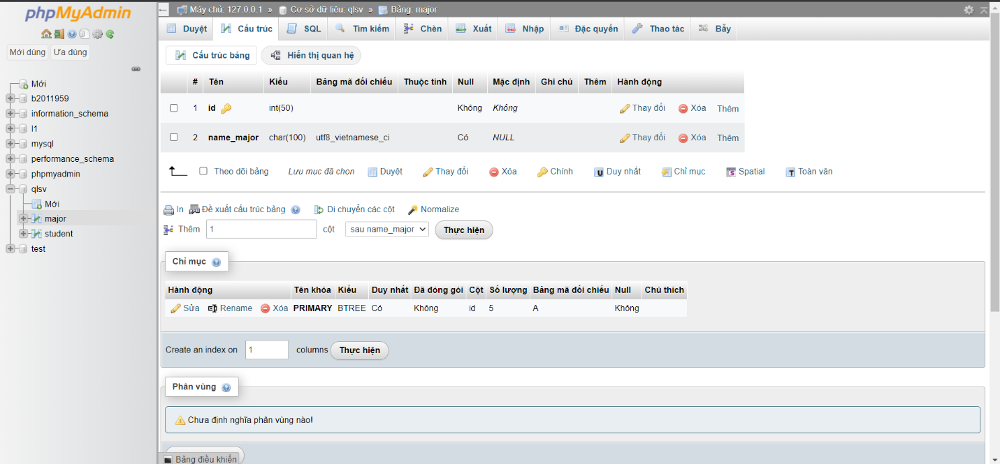 phpMyAdmin
Mới dùng Ưa dùng
Mới
b2011959
information_schema
l1
mysql
performance_schema
phpmyadmin
qlsv
Mới
major
student
test
Máy chủ: 127.0.0.1 » Cơ sở dữ liệu: qlsv » Bảng: major
Duyệt Cấu trúc SQL Tìm kiếm Chèn Xuất Nhập Đặc quyền Thao tác Bẫy
Cấu trúc bảng Hiển thị quan hệ
# Tên Kiểu Bảng mã đối chiếu Thuộc tính Null Mặc định Ghi chú Thêm Hành động
1 id int(50) Không Không Thay đổi Xóa Thêm
2 name_major char(100) utf8_vietnamese_ci Có NULL Thay đổi Xóa Thêm
Theo dõi bảng Lưu mục đã chọn Duyệt Thay đổi Xóa Chính Duy nhất Chỉ mục Spatial Toàn văn
In Đề xuất cấu trúc bảng Di chuyển các cột Normalize
Thêm 1 cột sau name_major Thực hiện
Chỉ mục
Hành động Tên khóa Kiểu Duy nhất Đã đóng gói Cột Số lượng Bảng mã đối chiếu Null Chú thích
Sửa Rename Xóa PRIMARY BTREE Có Không id 5 A Không
Create an index on 1 columns Thực hiện
Phân vùng
Chưa định nghĩa phân vùng nào!
Bảng điều khiển